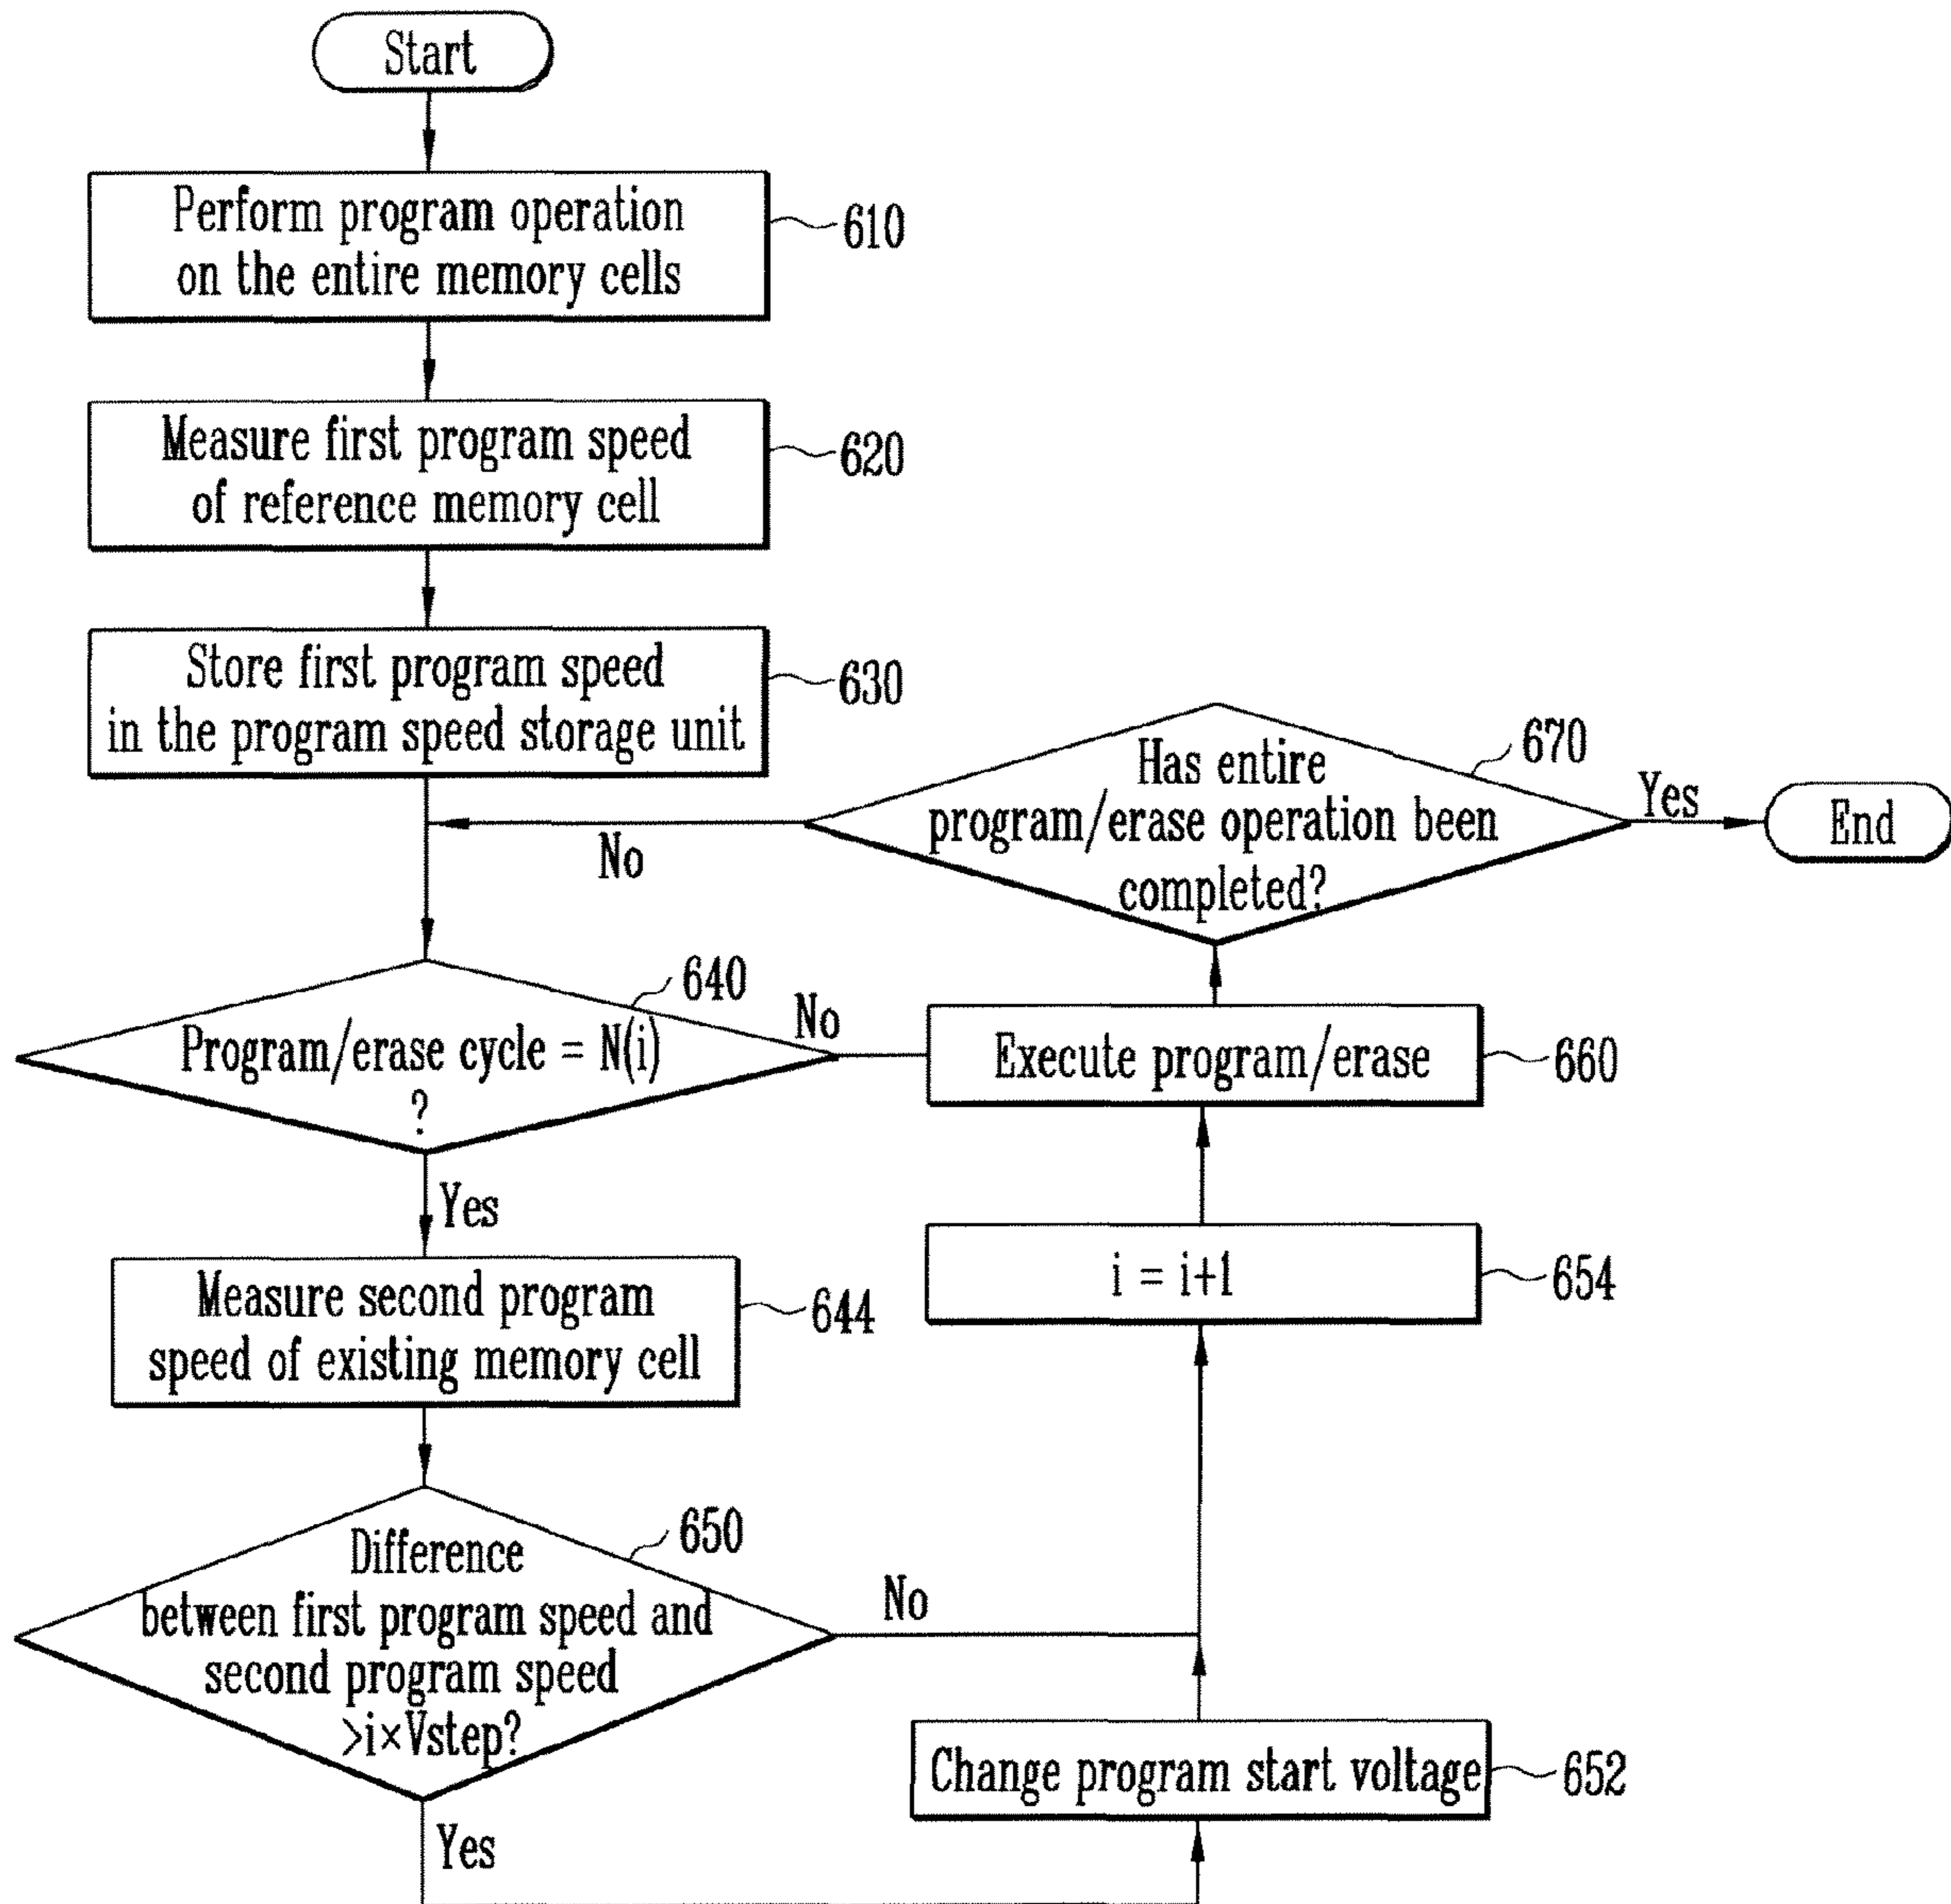 Start
Perform program operation
on the entire memory cells
610
Measure first program speed
of reference memory cell
620
Store first program speed
in the program speed storage unit
630
Has entire
program/erase operation been
completed?
670
Yes
End
No
Program/erase cycle = N(i)
?
640
No
Execute program/erase
660
Yes
Measure second program
speed of existing memory cell
644
i = i+1
654
Difference
between first program speed and
second program speed
>i×Vstep?
650
No
Change program start voltage
652
Yes